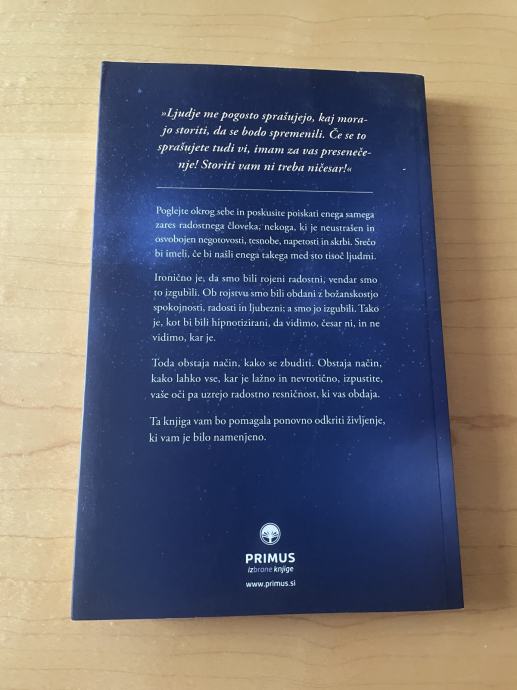 »Ljudje me pogosto sprašujejo, kaj mora-
jo storiti, da se bodo spremenili. Če se to
sprašujete tudi vi, imam za vas preseneče-
nje! Storiti vam ni treba ničesar!«
Poglejte okrog sebe in poskusite poiskati enega samega
zares radostnega človeka, nekoga, ki je neustrašen in
osvobojen negotovosti, tesnobe, napetosti in skrbi. Srečo
bi imeli, če bi našli enega takega med sto tisoč ljudmi.
Ironično je, da smo bili rojeni radostni, vendar smo
to izgubili. Ob rojstvu smo bili obdani z božanskostjo
spokojnosti, radosti in ljubezni; a smo jo izgubili. Tako
je, kot bi bili hipnotizirani, da vidimo, česar ni, in ne
vidimo, kar je.
Toda obstaja način, kako se zbuditi. Obstaja način,
kako lahko vse, kar je lažno in nevrotično, izpustite,
vaše oči pa uzrejo radostno resničnost, ki vas obdaja.
Ta knjiga vam bo pomagala ponovno odkriti življenje,
ki vam je bilo namenjeno.
PRIMUS
izbrane knjige
www.primus.si